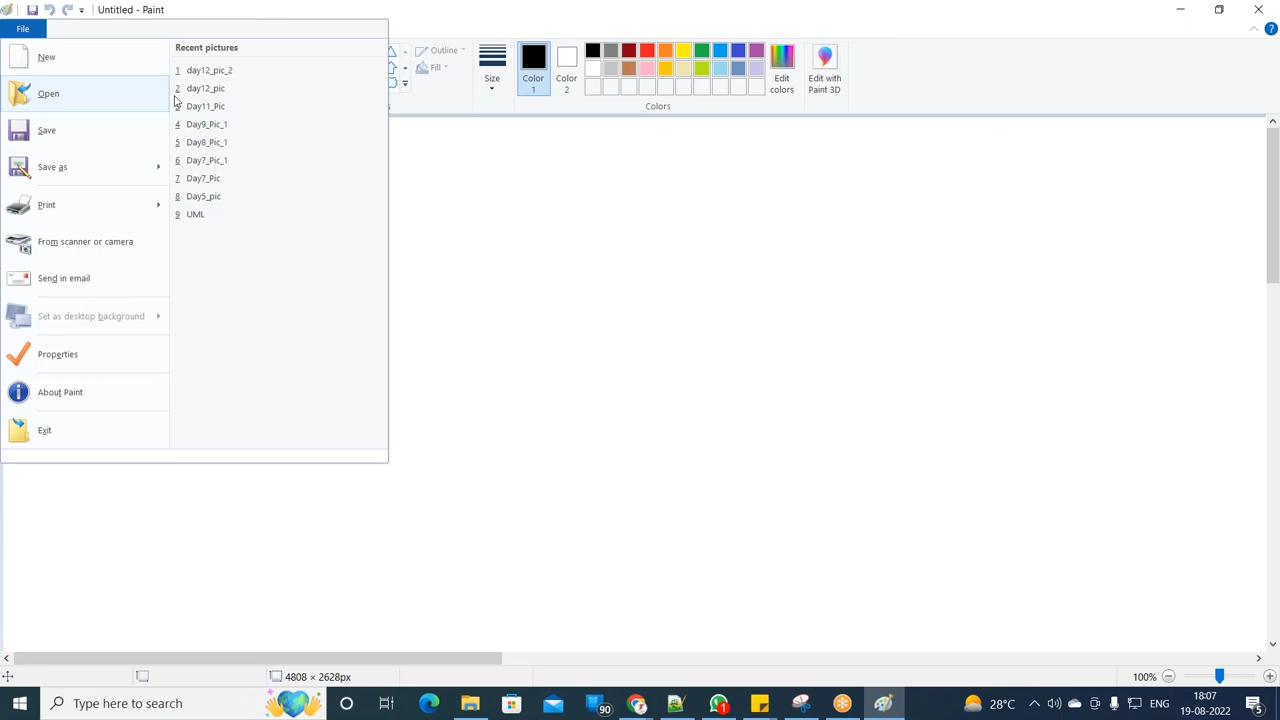 Untitled - Paint
File
Recent pictures
New
Open
Save
Save as
Print
From scanner or camera
Send in email
Set as desktop background
Properties
About Paint
Exit
1 day12_pic_2
2 day12_pic
Day11_Pic
4 Day9_Pic_1
5 Day8_Pic_1
6 Day7_Pic_1
7 Day7_Pic
8 Day5_pic
9 UML
Outline
Fill
Size
Color 1
Color 2
Edit colors
Edit with Paint 3D
Colors
4808 × 2628px
100%
Type here to search
90
1
28°C
ENG
18:07
19-08-2022
5